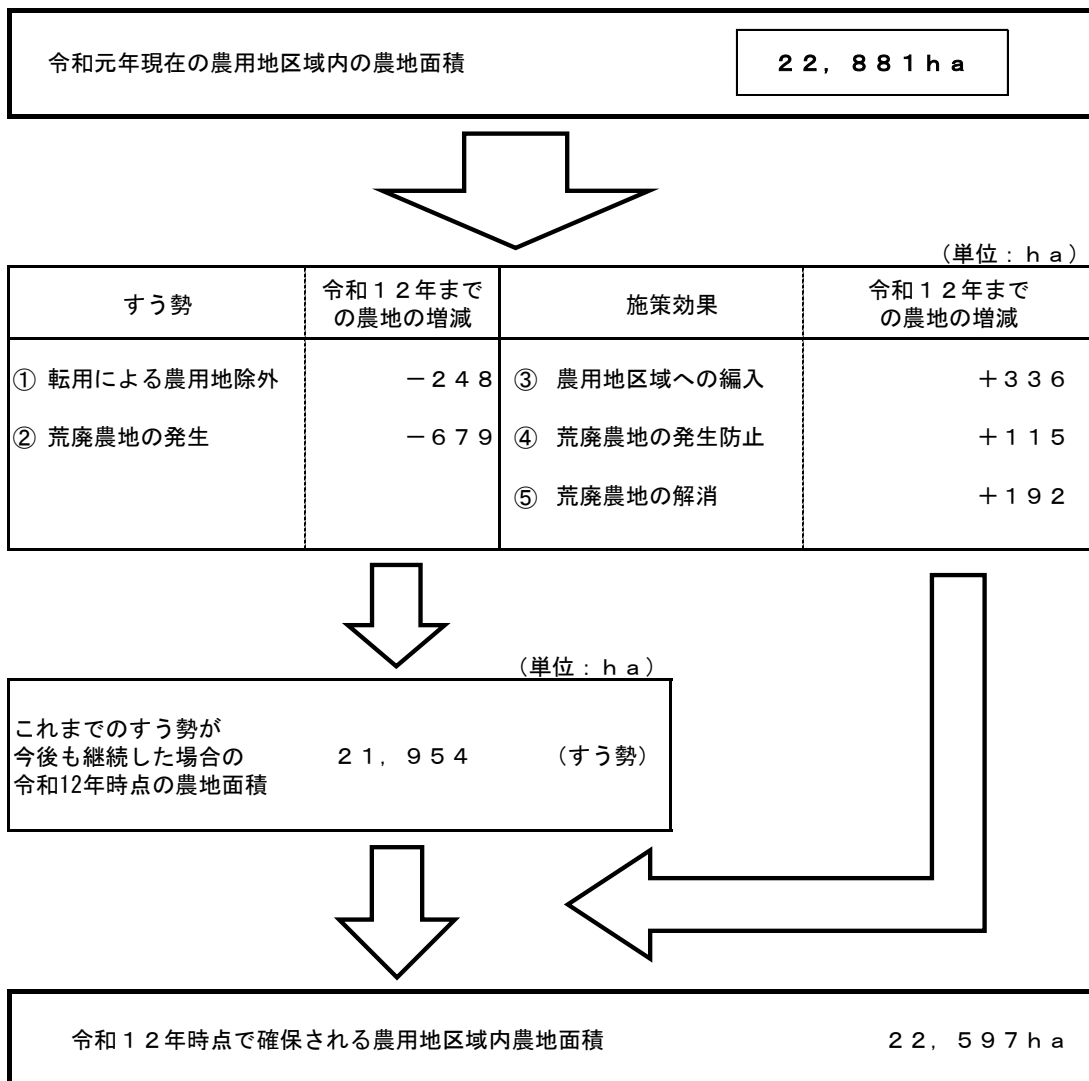 令和元年現在の農用地区域内の農地面積 ２２，８８１ｈａ
（単位：ｈａ）
すう勢 令和１２年まで
の農地の増減 施策効果 令和１２年まで
の農地の増減
① 転用による農用地除外 －２４８ ③ 農用地区域への編入 ＋３３６
② 荒廃農地の発生 －６７９ ④ 荒廃農地の発生防止 ＋１１５
⑤ 荒廃農地の解消 ＋１９２
（単位：ｈａ）
これまでのすう勢が
今後も継続した場合の ２１，９５４ （すう勢）
令和12年時点の農地面積
令和１２年時点で確保される農用地区域内農地面積 ２２，５９７ｈａ